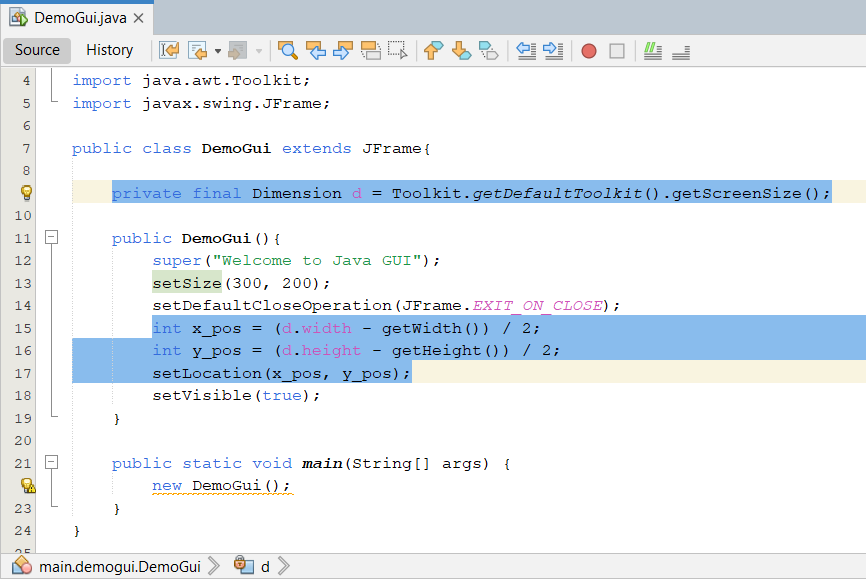 DemoGui.java
Source History
4 import java.awt.Toolkit;
5 import javax.swing.JFrame;
6
7 public class DemoGui extends JFrame{
8
private final Dimension d = Toolkit.getDefaultToolkit().getScreenSize();
10
11 public DemoGui(){
12 super("Welcome to Java GUI");
13 setSize(300, 200);
14 setDefaultCloseOperation(JFrame.EXIT_ON_CLOSE);
15 int x_pos = (d.width - getWidth()) / 2;
16 int y_pos = (d.height - getHeight()) / 2;
17 setLocation(x_pos, y_pos);
18 setVisible(true);
19 }
20
21 public static void main(String[] args) {
new DemoGui();
23 }
24 }
25
main.demogui.DemoGui d